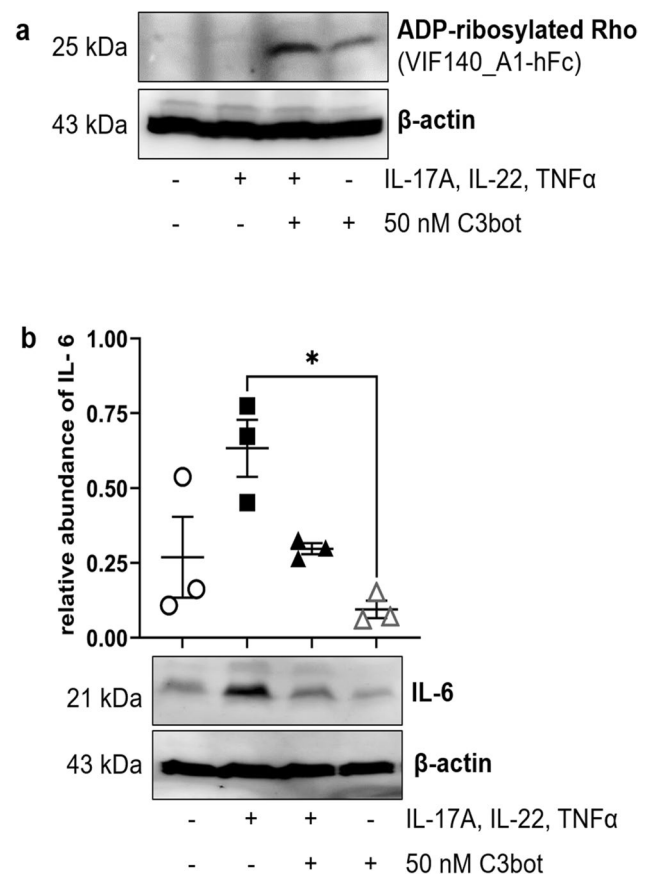 a
25 kDa
ADP-ribosylated Rho
(VIF140_A1-hFc)
43 kDa
β-actin
- + + - IL-17A, IL-22, TNFα
- - + + 50 nM C3bot
b
relative abundance of IL- 6
1.00
*
0.75
0.50
0.25
0.00
21 kDa
IL-6
43 kDa
β-actin
- + + - IL-17A, IL-22, TNFα
- - + + 50 nM C3bot